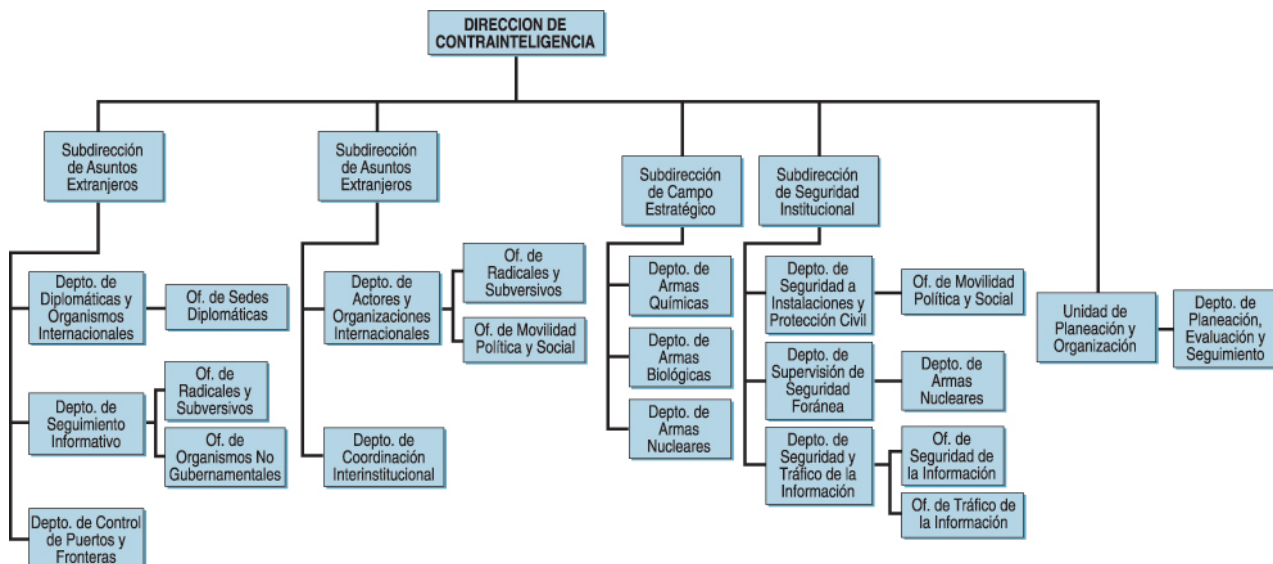 DIRECCION DE
CONTRAINTELIGENCIA
Subdirección
de Asuntos
Extranjeros
Subdirección
de Asuntos
Extranjeros
Subdirección
de Campo
Estratégico
Subdirección
de Seguridad
Institucional
Depto. de
Diplomáticas y
Organismos
Internacionales
Of. de Sedes
Diplomáticas
Depto. de
Seguimiento
Informativo
Of. de
Radicales y
Subversivos
Of. de
Organismos No
Gubernamentales
Depto. de Control
de Puertos y
Fronteras
Depto. de
Actores y
Organizaciones
Internacionales
Of. de
Radicales y
Subversivos
Of. de Movilidad
Política y Social
Depto. de
Coordinación
Interinstitucional
Depto. de
Armas
Químicas
Depto. de
Armas
Biológicas
Depto. de
Armas
Nucleares
Depto. de
Seguridad a
Instalaciones y
Protección Civil
Of. de Movilidad
Política y Social
Depto. de
Supervisión de
Seguridad
Foránea
Depto. de
Armas
Nucleares
Depto. de
Seguridad y
Tráfico de la
Información
Of. de
Seguridad de
la Información
Of. de Tráfico de
la Información
Unidad de
Planeación y
Organización
Depto. de
Planeación,
Evaluación y
Seguimiento